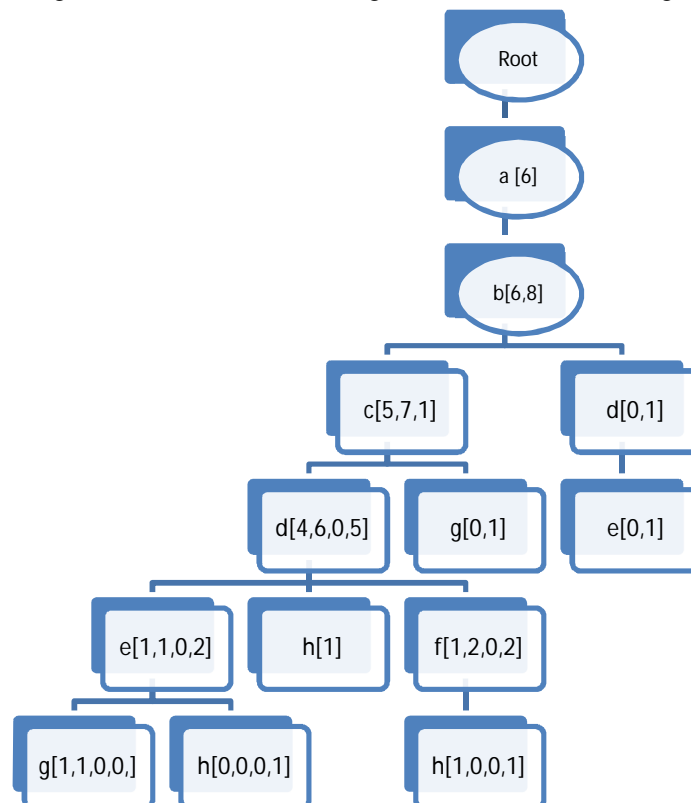 Root
a [6]
b[6,8]
c[5,7,1]
d[0,1]
d[4,6,0,5]
g[0,1]
e[0,1]
e[1,1,0,2]
h[1]
f[1,2,0,2]
g[1,1,0,0,]
h[0,0,0,1]
h[1,0,0,1]